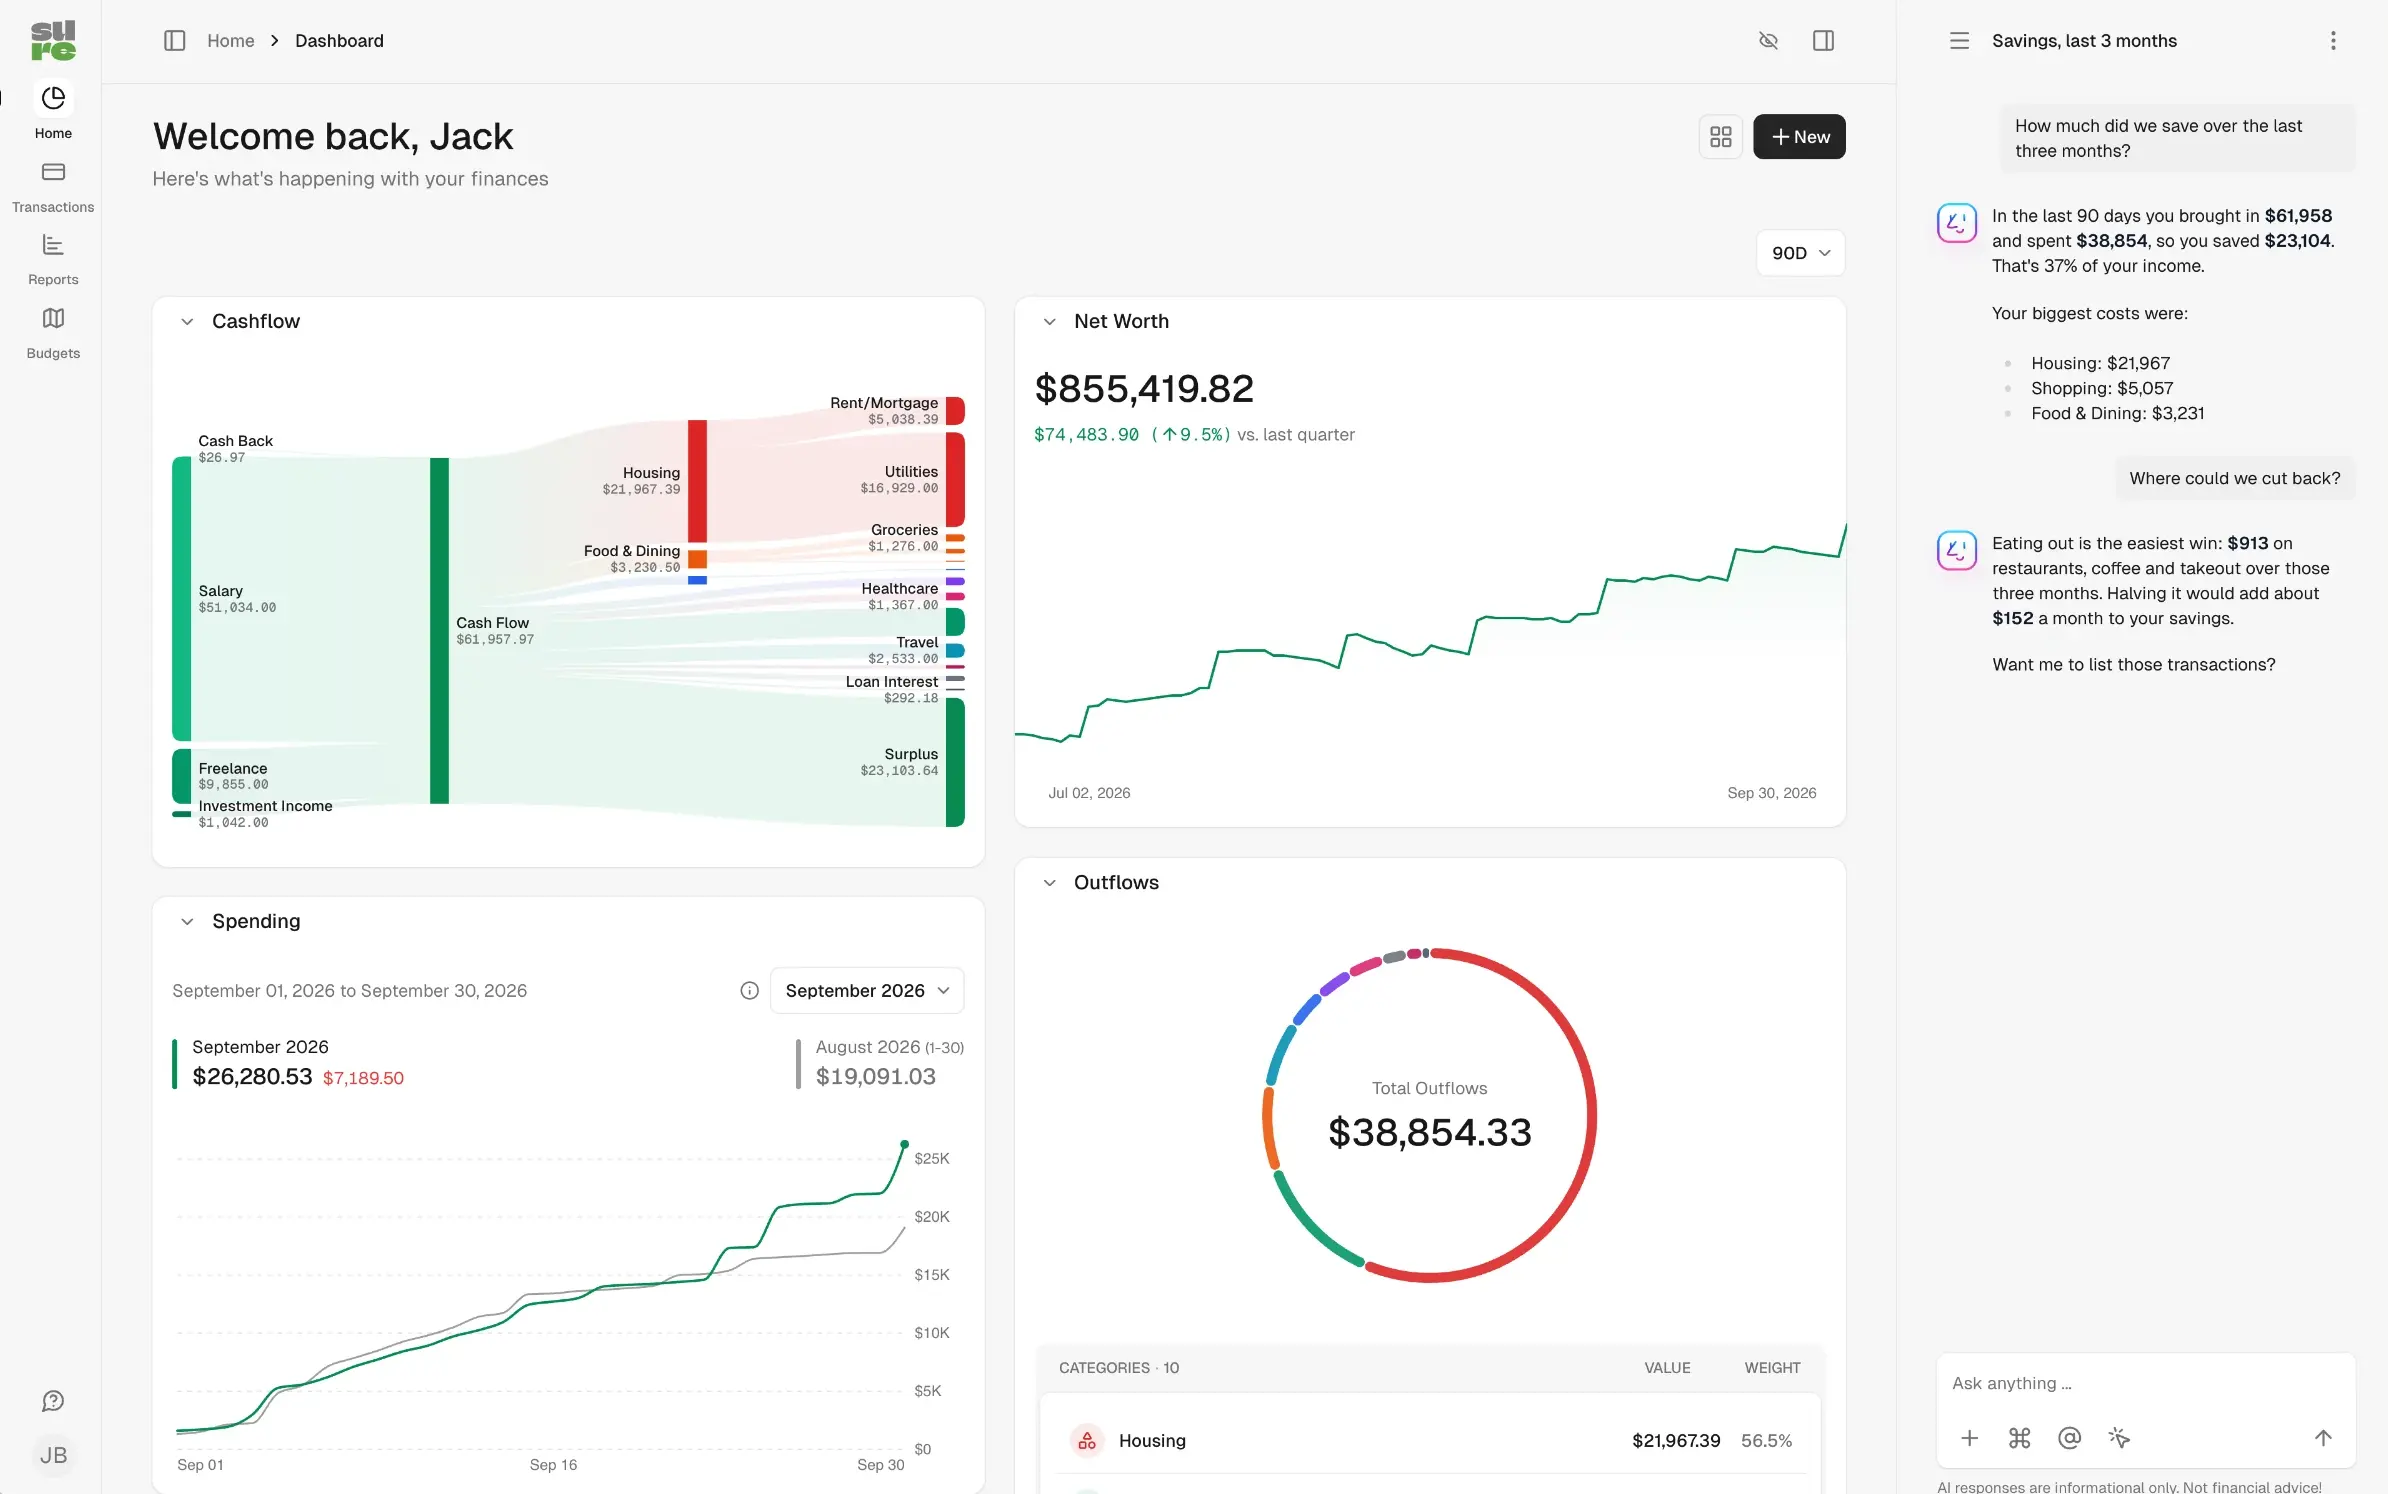 sure
Home
Transactions
Reports
Budgets
JB
Home > Dashboard
Welcome back, Jack
Here's what's happening with your finances
+ New
90D
Cashflow
Cash Back
$26.97
Salary
$51,034.00
Freelance
$9,855.00
Investment Income
$1,042.00
Cash Flow
$61,957.97
Housing
$21,967.39
Food & Dining
$3,230.50
Rent/Mortgage
$5,038.39
Utilities
$16,929.00
Groceries
$1,276.00
Healthcare
$1,367.00
Travel
$2,533.00
Loan Interest
$292.18
Surplus
$23,103.64
Net Worth
$855,419.82
$74,483.90 (↑9.5%) vs. last quarter
Jul 02, 2026
Sep 30, 2026
Spending
September 01, 2026 to September 30, 2026
September 2026
September 2026
$26,280.53 $7,189.50
August 2026 (1-30)
$19,091.03
$25K
$20K
$15K
$10K
$5K
$0
Sep 01
Sep 16
Sep 30
Outflows
Total Outflows
$38,854.33
CATEGORIES · 10 VALUE WEIGHT
Housing $21,967.39 56.5%
Savings, last 3 months
How much did we save over the last
three months?
In the last 90 days you brought in $61,958
and spent $38,854, so you saved $23,104.
That's 37% of your income.
Your biggest costs were:
Housing: $21,967
Shopping: $5,057
Food & Dining: $3,231
Where could we cut back?
Eating out is the easiest win: $913 on
restaurants, coffee and takeout over those
three months. Halving it would add about
$152 a month to your savings.
Want me to list those transactions?
Ask anything ...
AI responses are informational only. Not financial advice!